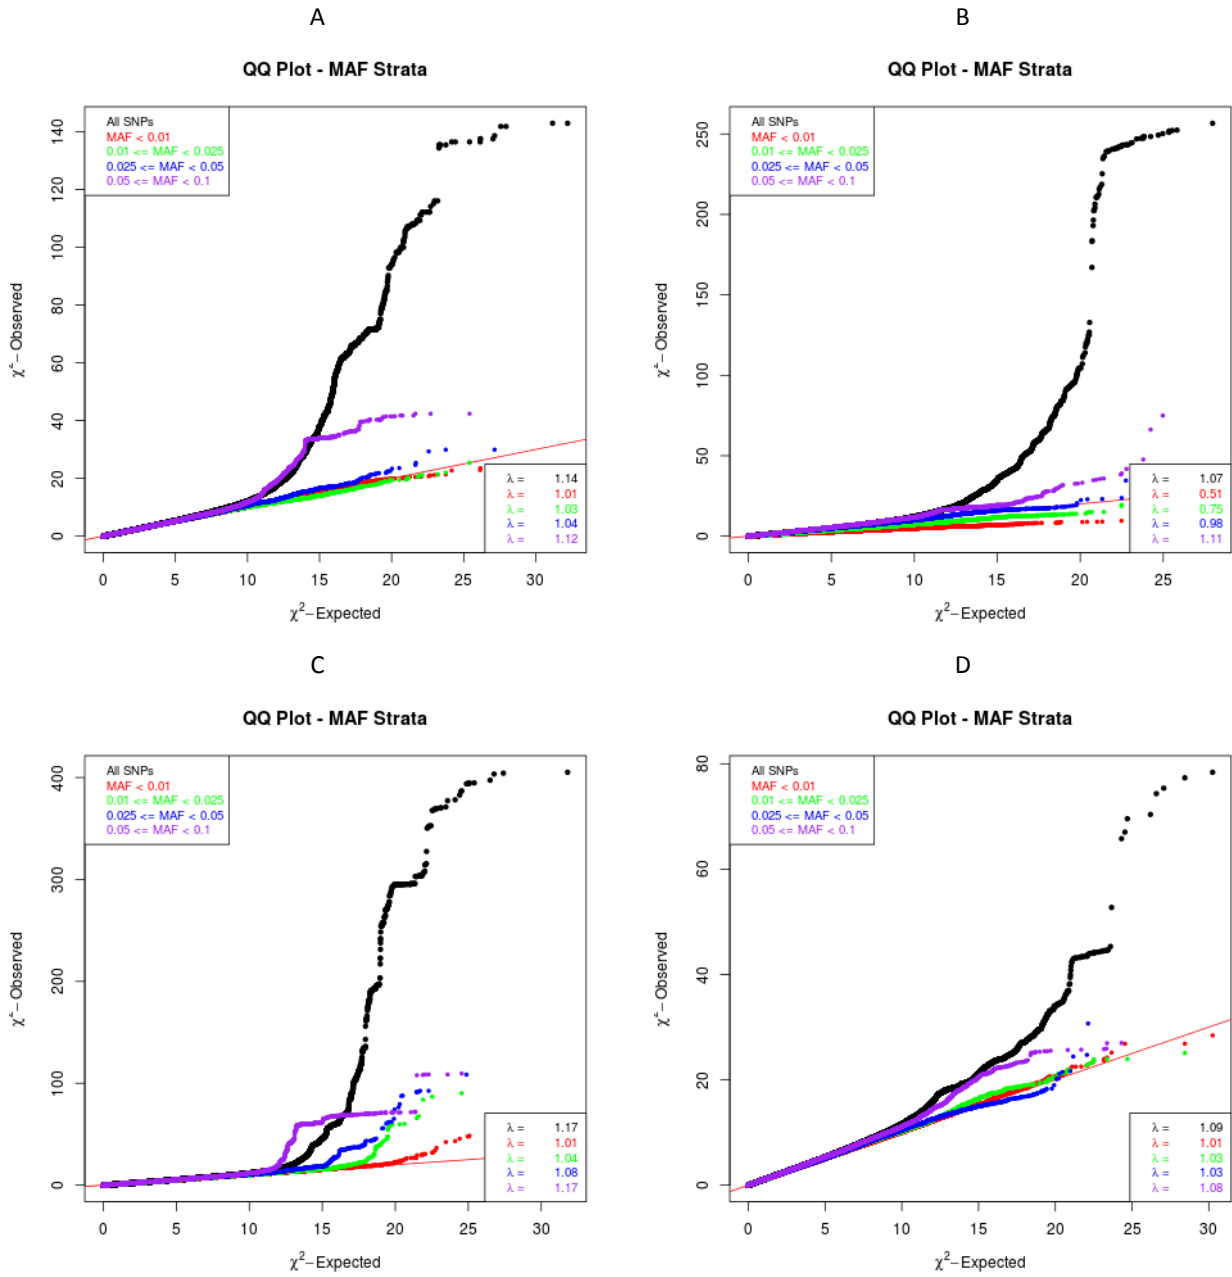 A
QQ Plot - MAF Strata
All SNPs
MAF < 0.01
0.01 <= MAF < 0.025
0.025 <= MAF < 0.05
0.05 <= MAF < 0.1
χ²−Observed
0 20 40 60 80 100 120 140
λ = 1.14
λ = 1.01
λ = 1.03
λ = 1.04
λ = 1.12
0 5 10 15 20 25 30
χ²−Expected
B
QQ Plot - MAF Strata
All SNPs
MAF < 0.01
0.01 <= MAF < 0.025
0.025 <= MAF < 0.05
0.05 <= MAF < 0.1
χ²−Observed
0 50 100 150 200 250
λ = 1.07
λ = 0.51
λ = 0.75
λ = 0.98
λ = 1.11
0 5 10 15 20 25
χ²−Expected
C
QQ Plot - MAF Strata
All SNPs
MAF < 0.01
0.01 <= MAF < 0.025
0.025 <= MAF < 0.05
0.05 <= MAF < 0.1
χ²−Observed
0 100 200 300 400
λ = 1.17
λ = 1.01
λ = 1.04
λ = 1.08
λ = 1.17
0 5 10 15 20 25 30
χ²−Expected
D
QQ Plot - MAF Strata
All SNPs
MAF < 0.01
0.01 <= MAF < 0.025
0.025 <= MAF < 0.05
0.05 <= MAF < 0.1
χ²−Observed
0 20 40 60 80
λ = 1.09
λ = 1.01
λ = 1.03
λ = 1.03
λ = 1.08
0 5 10 15 20 25 30
χ²−Expected